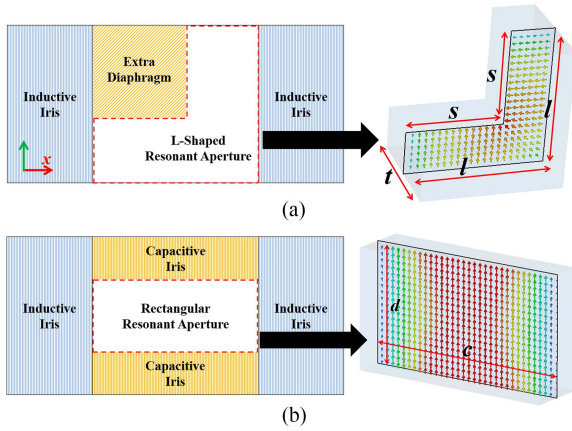 Extra
Diaphragm
Inductive
Iris
Inductive
Iris
L-Shaped
Resonant Aperture
x
s
s
l
l
t
(a)
Capacitive
Iris
Inductive
Iris
Rectangular
Resonant Aperture
Inductive
Iris
Capacitive
Iris
d
c
(b)